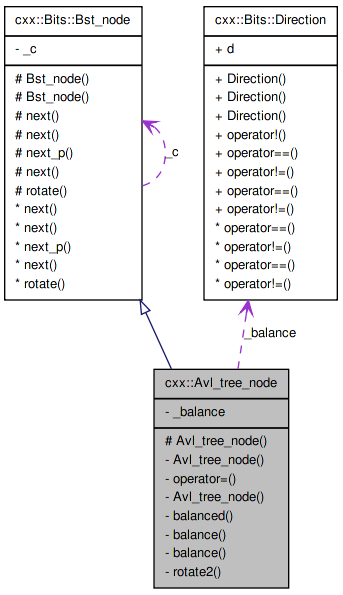 cxx::Bits::Bst_node
- _c
# Bst_node()
# Bst_node()
# next()
# next()
# next_p()
# next()
# rotate()
* next()
* next()
* next_p()
* next()
* rotate()
cxx::Bits::Direction
+ d
+ Direction()
+ Direction()
+ Direction()
+ operator!()
+ operator==()
+ operator!=()
+ operator==()
+ operator!=()
* operator==()
* operator!=()
* operator==()
* operator!=()
_c
_balance
cxx::Avl_tree_node
- _balance
# Avl_tree_node()
- Avl_tree_node()
- operator=()
- Avl_tree_node()
- balanced()
- balance()
- balance()
- rotate2()